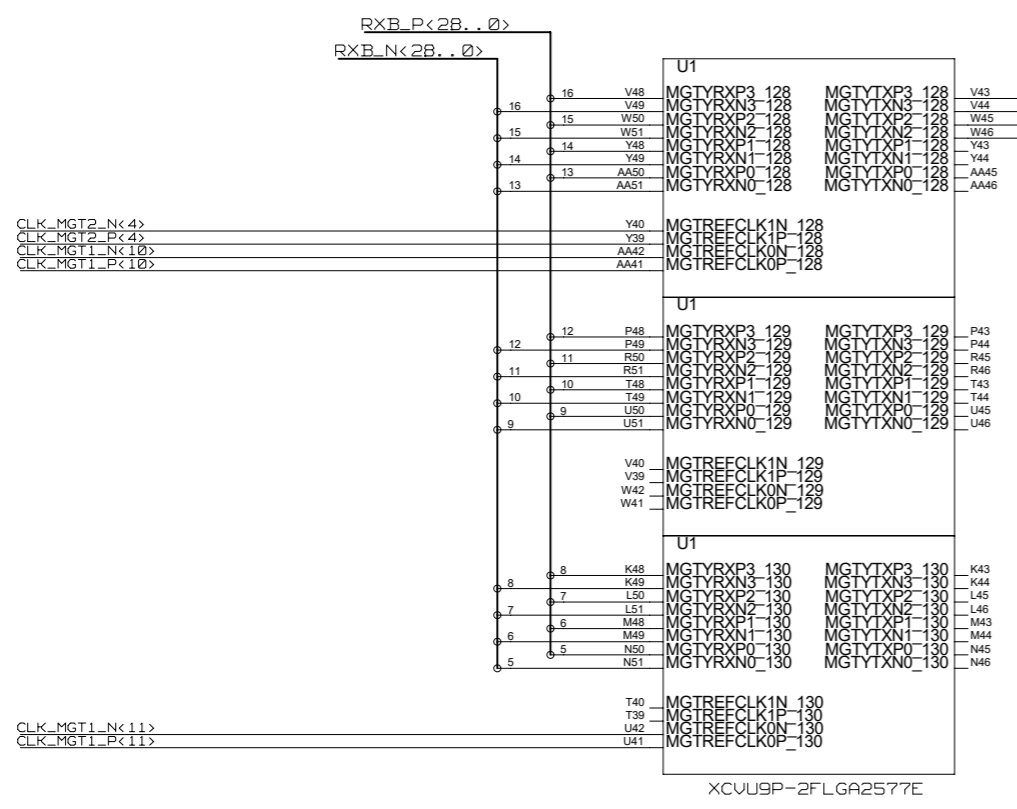 RXB_P<28..0>
RXB_N<28..0>
U1
16 V48 MGTYRXP3_128 MGTYTXP3_128 V43
16 V49 MGTYRXN3_128 MGTYTXN3_128 V44
15 W50 MGTYRXP2_128 MGTYTXP2_128 W45
15 W51 MGTYRXN2_128 MGTYTXN2_128 W46
14 Y48 MGTYRXP1_128 MGTYTXP1_128 Y43
14 Y49 MGTYRXN1_128 MGTYTXN1_128 Y44
13 AA50 MGTYRXP0_128 MGTYTXP0_128 AA45
13 AA51 MGTYRXN0_128 MGTYTXN0_128 AA46
CLK_MGT2_N<4> Y40 MGTREFCLK1N_128
CLK_MGT2_P<4> Y39 MGTREFCLK1P_128
CLK_MGT1_N<10> AA42 MGTREFCLK0N_128
CLK_MGT1_P<10> AA41 MGTREFCLK0P_128
U1
12 P48 MGTYRXP3_129 MGTYTXP3_129 P43
12 P49 MGTYRXN3_129 MGTYTXN3_129 P44
11 R50 MGTYRXP2_129 MGTYTXP2_129 R45
11 R51 MGTYRXN2_129 MGTYTXN2_129 R46
10 T48 MGTYRXP1_129 MGTYTXP1_129 T43
10 T49 MGTYRXN1_129 MGTYTXN1_129 T44
9 U50 MGTYRXP0_129 MGTYTXP0_129 U45
9 U51 MGTYRXN0_129 MGTYTXN0_129 U46
V40 MGTREFCLK1N_129
V39 MGTREFCLK1P_129
W42 MGTREFCLK0N_129
W41 MGTREFCLK0P_129
U1
8 K48 MGTYRXP3_130 MGTYTXP3_130 K43
8 K49 MGTYRXN3_130 MGTYTXN3_130 K44
7 L50 MGTYRXP2_130 MGTYTXP2_130 L45
7 L51 MGTYRXN2_130 MGTYTXN2_130 L46
6 M48 MGTYRXP1_130 MGTYTXP1_130 M43
6 M49 MGTYRXN1_130 MGTYTXN1_130 M44
5 N50 MGTYRXP0_130 MGTYTXP0_130 N45
5 N51 MGTYRXN0_130 MGTYTXN0_130 N46
T40 MGTREFCLK1N_130
T39 MGTREFCLK1P_130
CLK_MGT1_N<11> U42 MGTREFCLK0N_130
CLK_MGT1_P<11> U41 MGTREFCLK0P_130
XCVU9P-2FLGA2577E